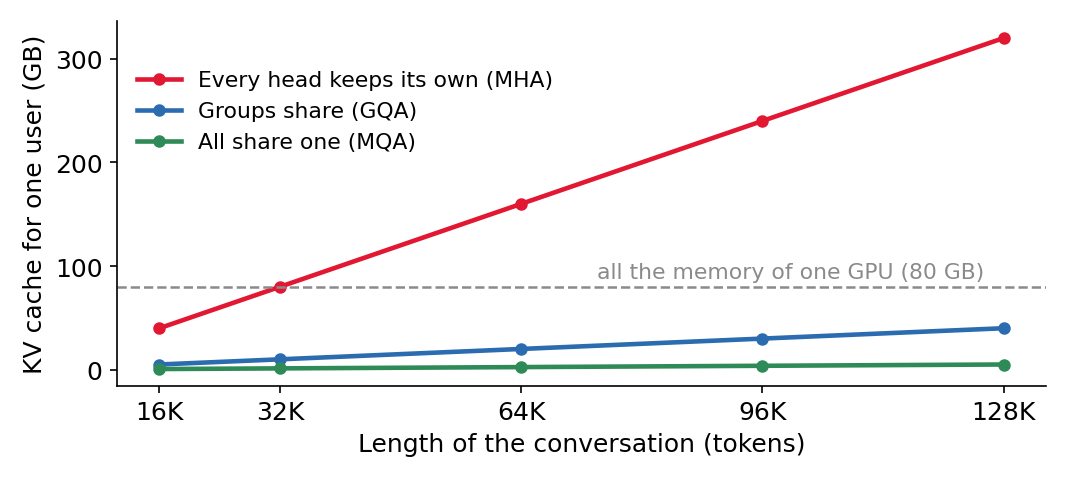 KV cache for one user (GB)
300
200
100
0
Every head keeps its own (MHA)
Groups share (GQA)
All share one (MQA)
all the memory of one GPU (80 GB)
16K 32K 64K 96K 128K
Length of the conversation (tokens)